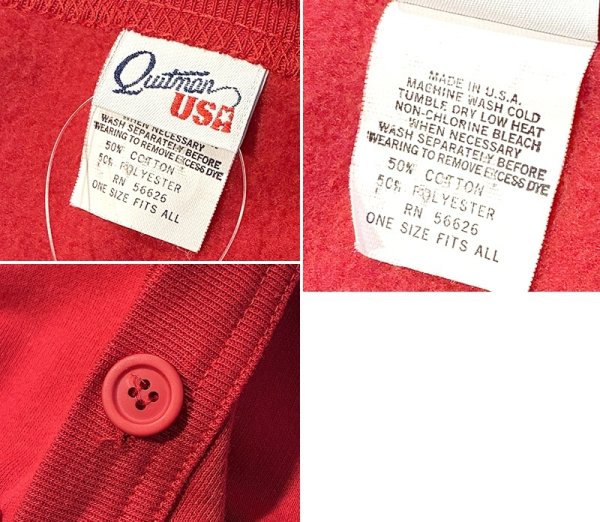 Quitman
USA
WHEN NECESSARY
WASH SEPARATELY BEFORE
WEARING TO REMOVE EXCESS DYE
50% COTTON
50% POLYESTER
RN 56626
ONE SIZE FITS ALL
MADE IN U.S.A.
MACHINE WASH COLD
TUMBLE DRY LOW HEAT
NON-CHLORINE BLEACH
WHEN NECESSARY
WASH SEPARATELY BEFORE
WEARING TO REMOVE EXCESS DYE
50% COTTON
50% POLYESTER
RN 56626
ONE SIZE FITS ALL